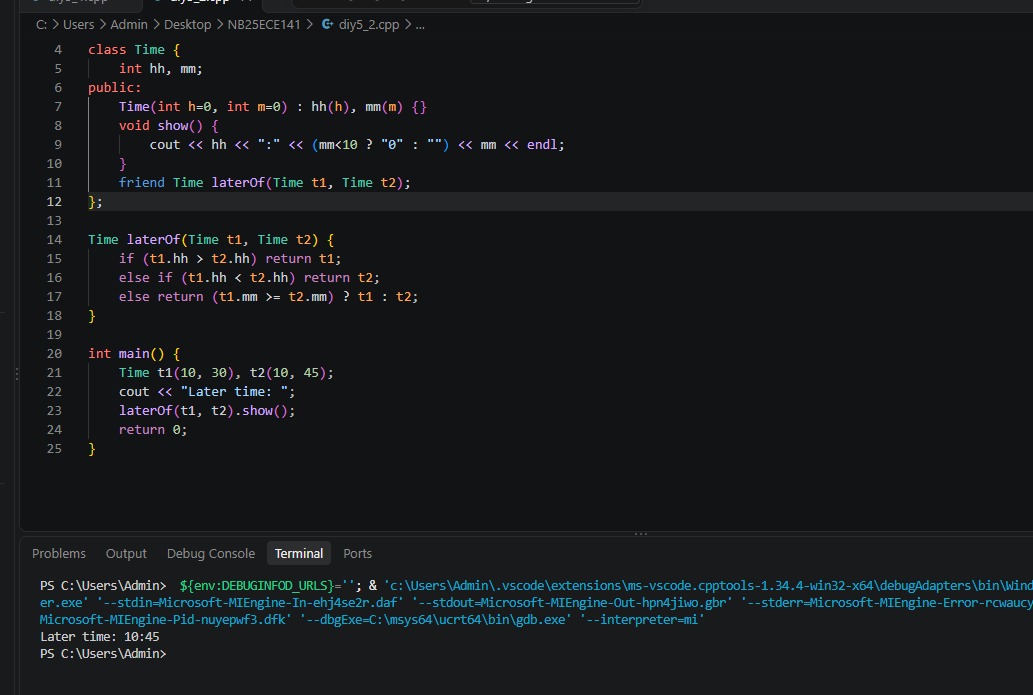 C: > Users > Admin > Desktop > NB25ECE141 > diy5_2.cpp > ...
4 class Time {
5 int hh, mm;
6 public:
7 Time(int h=0, int m=0) : hh(h), mm(m) {}
8 void show() {
9 cout << hh << ":" << (mm<10 ? "0" : "") << mm << endl;
10 }
11 friend Time laterOf(Time t1, Time t2);
12 };
13
14 Time laterOf(Time t1, Time t2) {
15 if (t1.hh > t2.hh) return t1;
16 else if (t1.hh < t2.hh) return t2;
17 else return (t1.mm >= t2.mm) ? t1 : t2;
18 }
19
20 int main() {
21 Time t1(10, 30), t2(10, 45);
22 cout << "Later time: ";
23 laterOf(t1, t2).show();
24 return 0;
25 }
Problems Output Debug Console Terminal Ports
PS C:\Users\Admin> ${env:DEBUGINFOD_URLS}=''; & 'c:\Users\Admin\.vscode\extensions\ms-vscode.cpptools-1.34.4-win32-x64\debugAdapters\bin\Wind
er.exe' '--stdin=Microsoft-MIEngine-In-ehj4se2r.daf' '--stdout=Microsoft-MIEngine-Out-hpn4jiwo.gbr' '--stderr=Microsoft-MIEngine-Error-rcwaucy
Microsoft-MIEngine-Pid-nuyepwf3.dfk' '--dbgExe=C:\msys64\ucrt64\bin\gdb.exe' '--interpreter=mi'
Later time: 10:45
PS C:\Users\Admin>